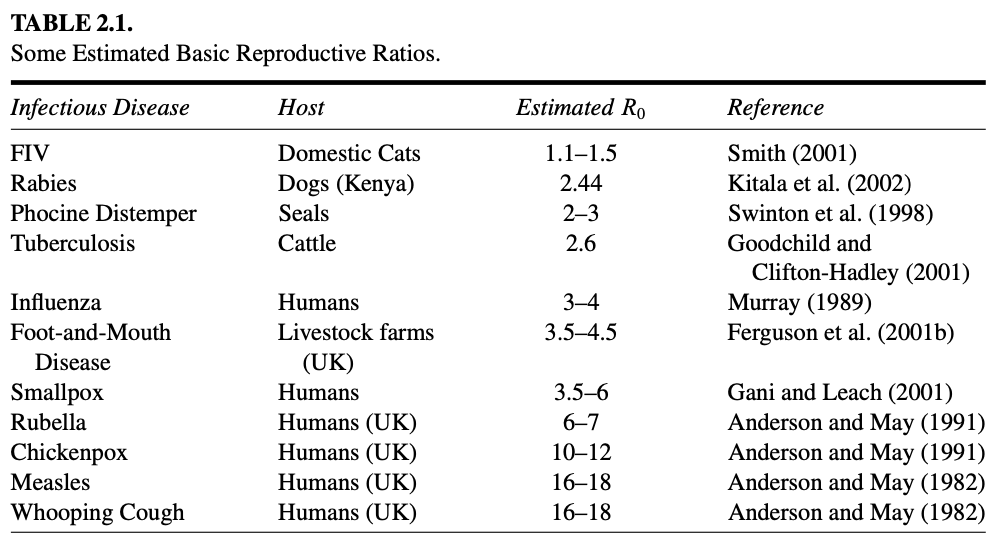 TABLE 2.1.
Some Estimated Basic Reproductive Ratios.
Infectious Disease Host Estimated R₀ Reference
FIV Domestic Cats 1.1–1.5 Smith (2001)
Rabies Dogs (Kenya) 2.44 Kitala et al. (2002)
Phocine Distemper Seals 2–3 Swinton et al. (1998)
Tuberculosis Cattle 2.6 Goodchild and
Clifton-Hadley (2001)
Influenza Humans 3–4 Murray (1989)
Foot-and-Mouth Livestock farms 3.5–4.5 Ferguson et al. (2001b)
Disease (UK)
Smallpox Humans 3.5–6 Gani and Leach (2001)
Rubella Humans (UK) 6–7 Anderson and May (1991)
Chickenpox Humans (UK) 10–12 Anderson and May (1991)
Measles Humans (UK) 16–18 Anderson and May (1982)
Whooping Cough Humans (UK) 16–18 Anderson and May (1982)